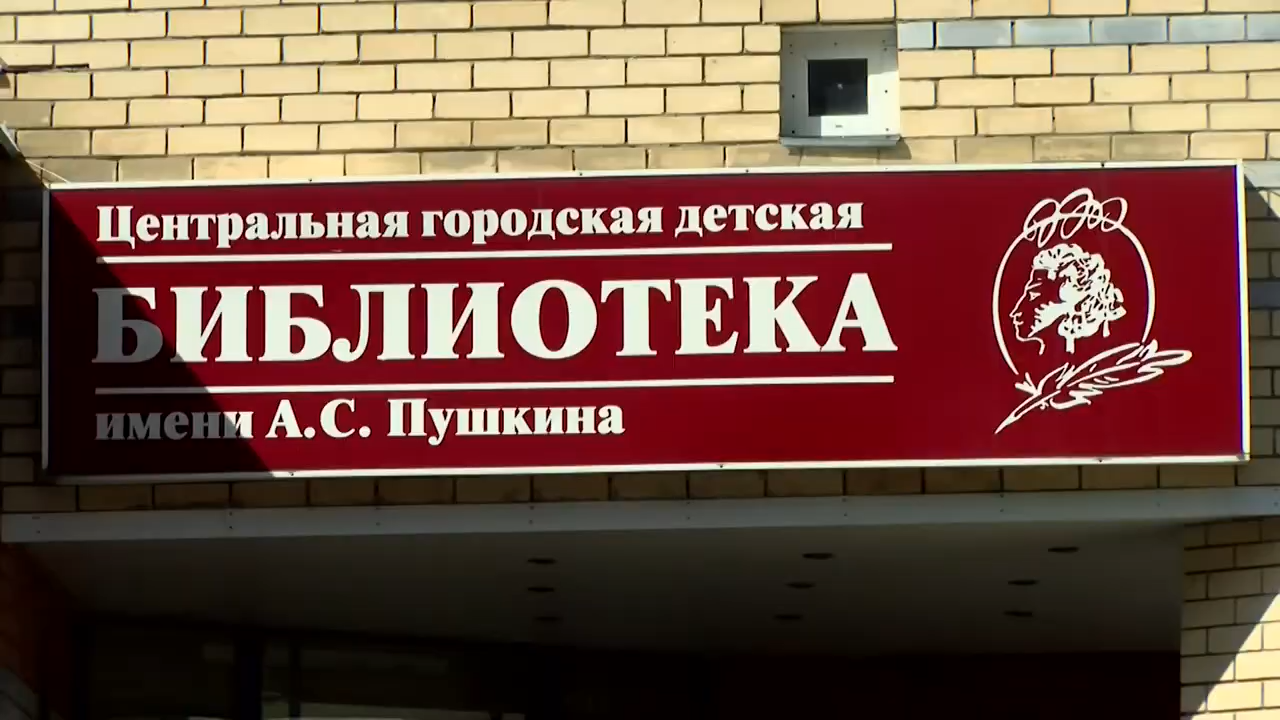 Центральная городская детская
БИБЛИОТЕКА
имени А.С. Пушкина